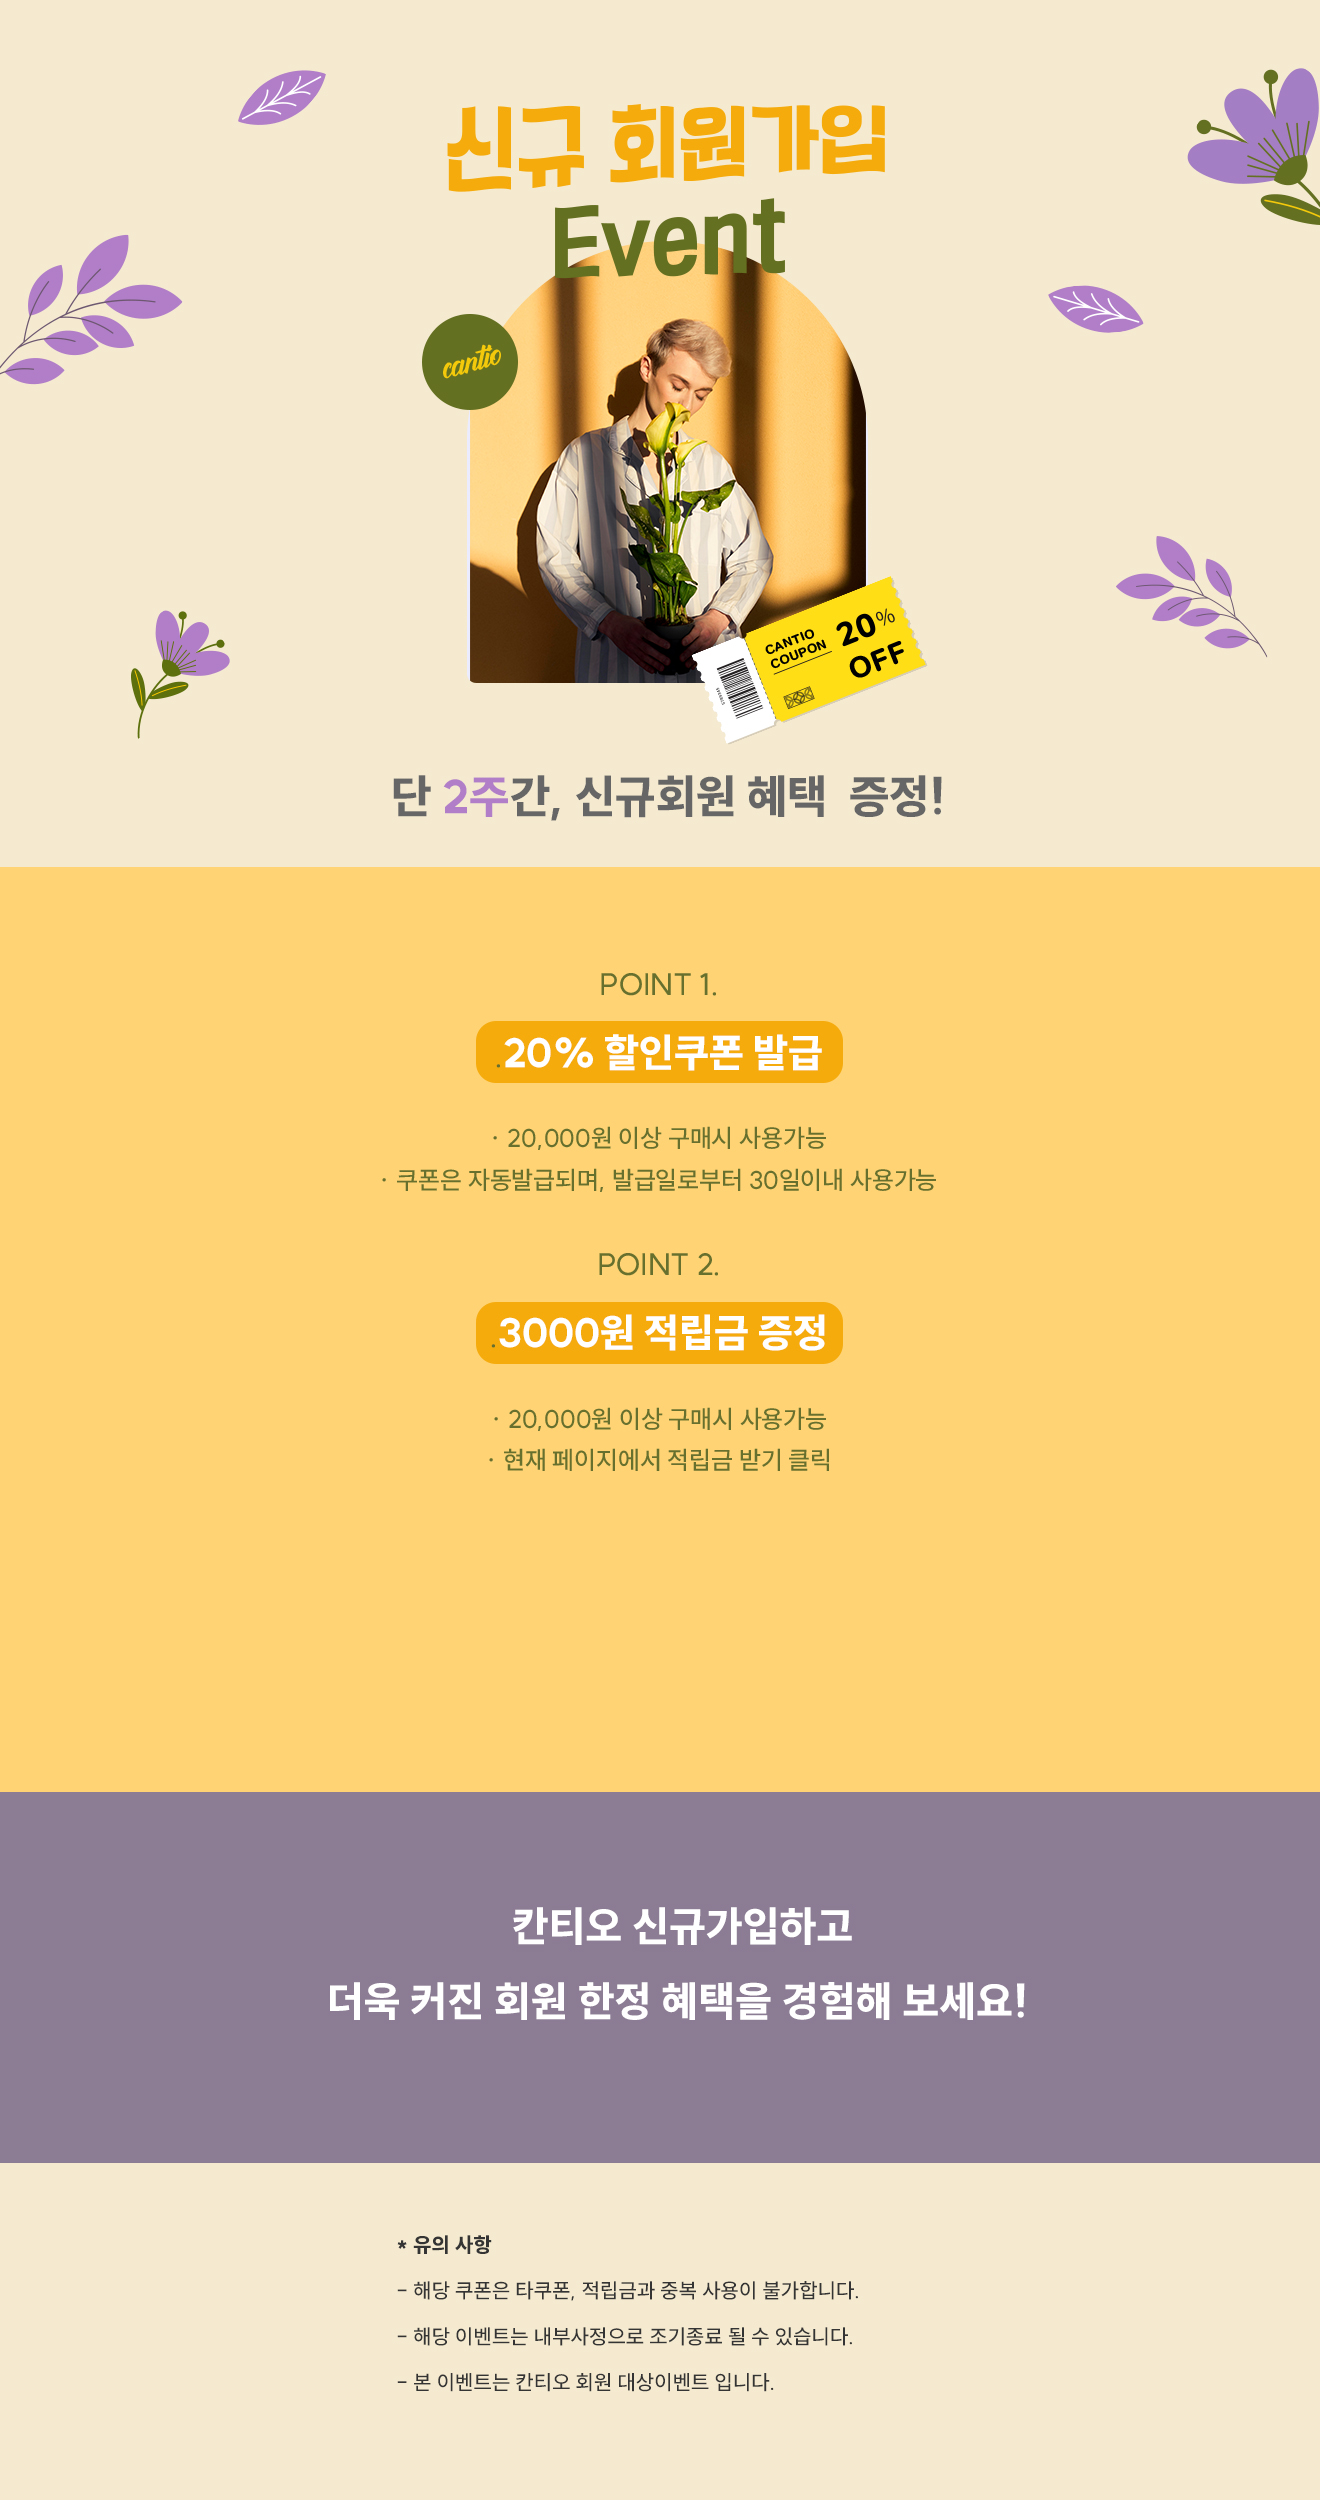 신규 회원가입
Event
cantio
CANTIO
COUPON
20%
OFF
단 2주간, 신규회원 혜택 증정!
POINT 1.
.20% 할인쿠폰 발급
· 20,000원 이상 구매시 사용가능
· 쿠폰은 자동발급되며, 발급일로부터 30일이내 사용가능
POINT 2.
.3000원 적립금 증정
· 20,000원 이상 구매시 사용가능
· 현재 페이지에서 적립금 받기 클릭
칸티오 신규가입하고
더욱 커진 회원 한정 혜택을 경험해 보세요!
* 유의 사항
- 해당 쿠폰은 타쿠폰, 적립금과 중복 사용이 불가합니다.
- 해당 이벤트는 내부사정으로 조기종료 될 수 있습니다.
- 본 이벤트는 칸티오 회원 대상이벤트 입니다.